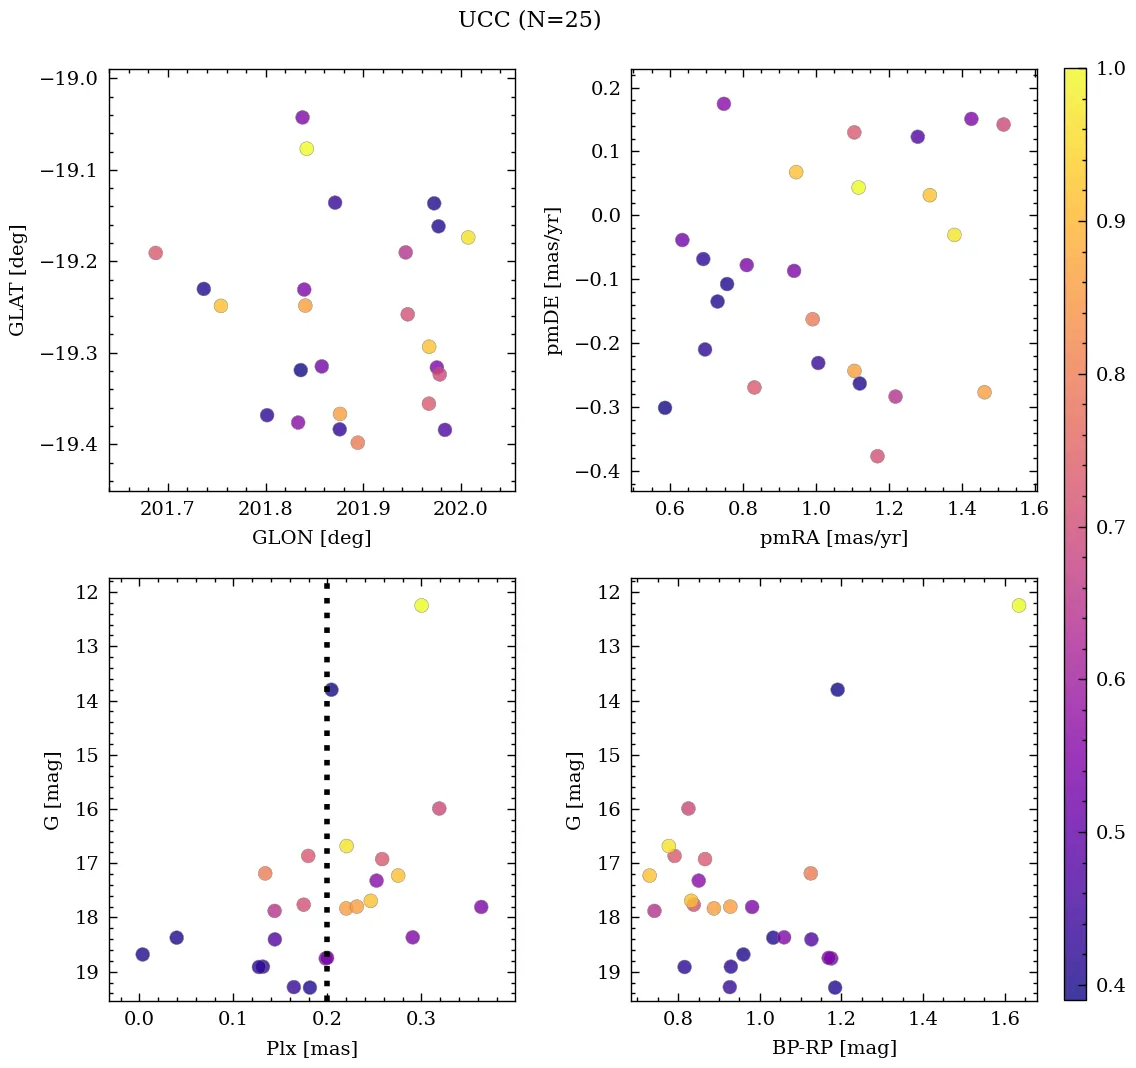 UCC (N=25)
−19.0
−19.1
−19.2
−19.3
−19.4
GLAT [deg]
201.7 201.8 201.9 202.0
GLON [deg]
0.2
0.1
0.0
−0.1
−0.2
−0.3
−0.4
pmDE [mas/yr]
0.6 0.8 1.0 1.2 1.4 1.6
pmRA [mas/yr]
12
13
14
15
16
17
18
19
G [mag]
0.0 0.1 0.2 0.3
Plx [mas]
12
13
14
15
16
17
18
19
G [mag]
0.8 1.0 1.2 1.4 1.6
BP-RP [mag]
1.0
0.9
0.8
0.7
0.6
0.5
0.4